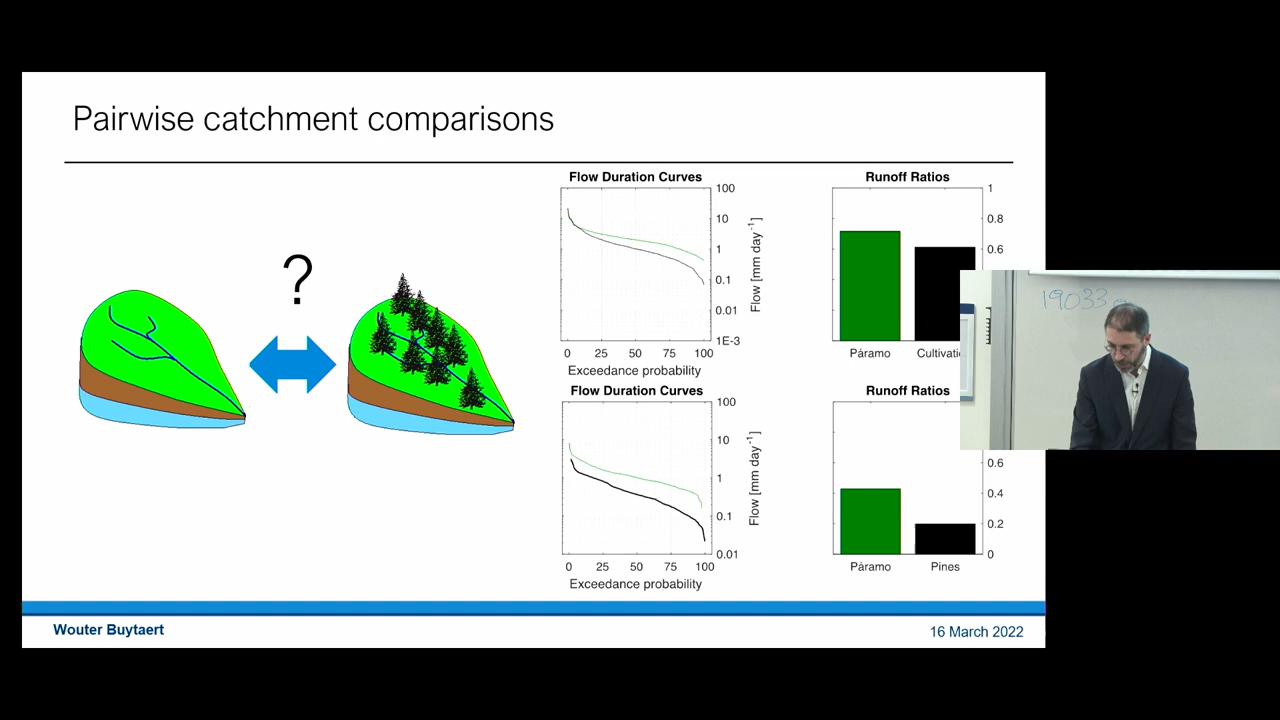 Pairwise catchment comparisons
?
Flow Duration Curves
100
10
1
0.1
0.01
1E-3
Flow [mm day⁻¹]
0 25 50 75 100
Exceedance probability
Runoff Ratios
1
0.8
0.6
Páramo
Flow Duration Curves
100
10
1
0.1
0.01
Flow [mm day⁻¹]
0 25 50 75 100
Exceedance probability
Runoff Ratios
0.6
0.4
0.2
0
Páramo Pines
19033
Wouter Buytaert
16 March 2022